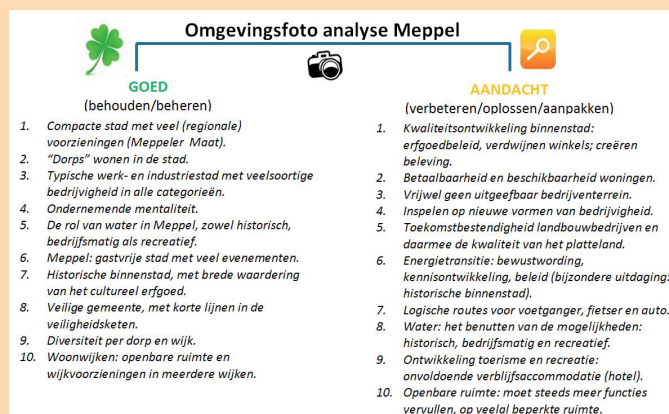 Omgevingsfoto analyse Meppel
GOED
(behouden/beheren)
1. Compacte stad met veel (regionale)
voorzieningen (Meppeler Maat).
2. “Dorps” wonen in de stad.
3. Typische werk- en industriestad met veelsoortige
bedrijvigheid in alle categorieën.
4. Ondernemende mentaliteit.
5. De rol van water in Meppel, zowel historisch,
bedrijfsmatig als recreatief.
6. Meppel: gastvrije stad met veel evenementen.
7. Historische binnenstad, met brede waardering
van het cultureel erfgoed.
8. Veilige gemeente, met korte lijnen in de
veiligheidsketen.
9. Diversiteit per dorp en wijk.
10. Woonwijken: openbare ruimte en
wijkvoorzieningen in meerdere wijken.
AANDACHT
(verbeteren/oplossen/aanpakken)
1. Kwaliteitsontwikkeling binnenstad:
erfgoedbeleid, verdwijnen winkels; creëren
beleving.
2. Betaalbaarheid en beschikbaarheid woningen.
3. Vrijwel geen uitgeefbaar bedrijventerrein.
4. Inspelen op nieuwe vormen van bedrijvigheid.
5. Toekomstbestendigheid landbouwbedrijven en
daarmee de kwaliteit van het platteland.
6. Energietransitie: bewustwording,
kennisontwikkeling, beleid (bijzondere uitdaging:
historische binnenstad).
7. Logische routes voor voetganger, fietser en auto.
8. Water: het benutten van de mogelijkheden:
historisch, bedrijfsmatig en recreatief.
9. Ontwikkeling toerisme en recreatie:
onvoldoende verblijfsaccommodatie (hotel).
10. Openbare ruimte: moet steeds meer functies
vervullen, op veelal beperkte ruimte.